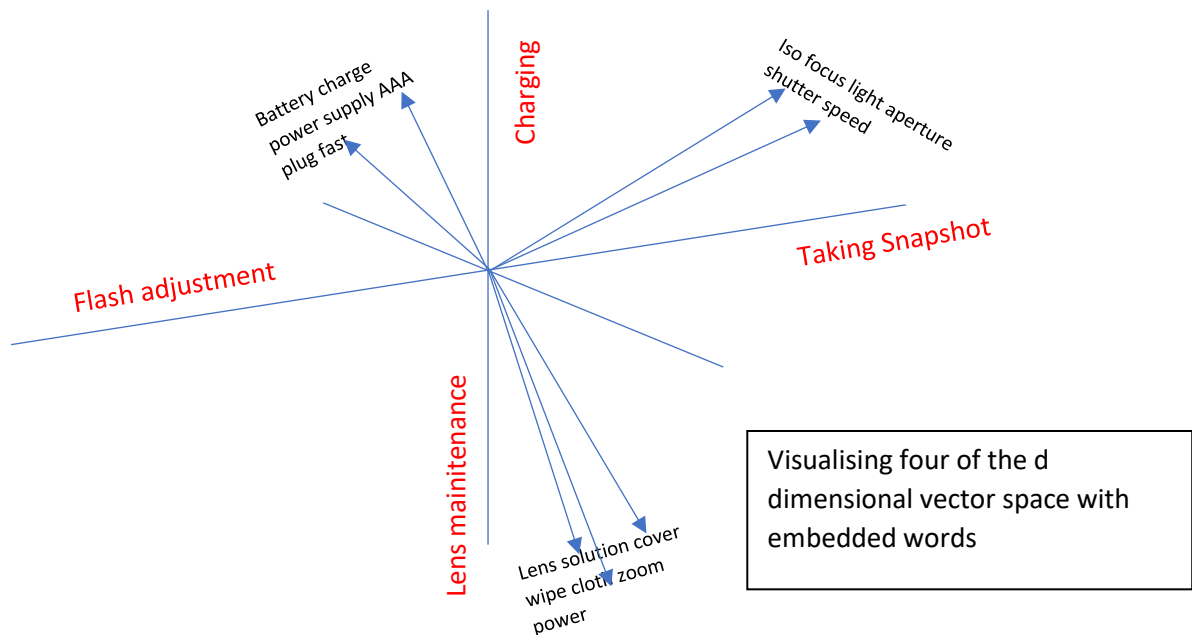 Battery charge
power supply AAA
plug fast
Charging
Iso focus light aperture
shutter speed
Flash adjustment
Taking Snapshot
Lens mainitenance
Lens solution cover
wipe cloth zoom
power
Visualising four of the d
dimensional vector space with
embedded words